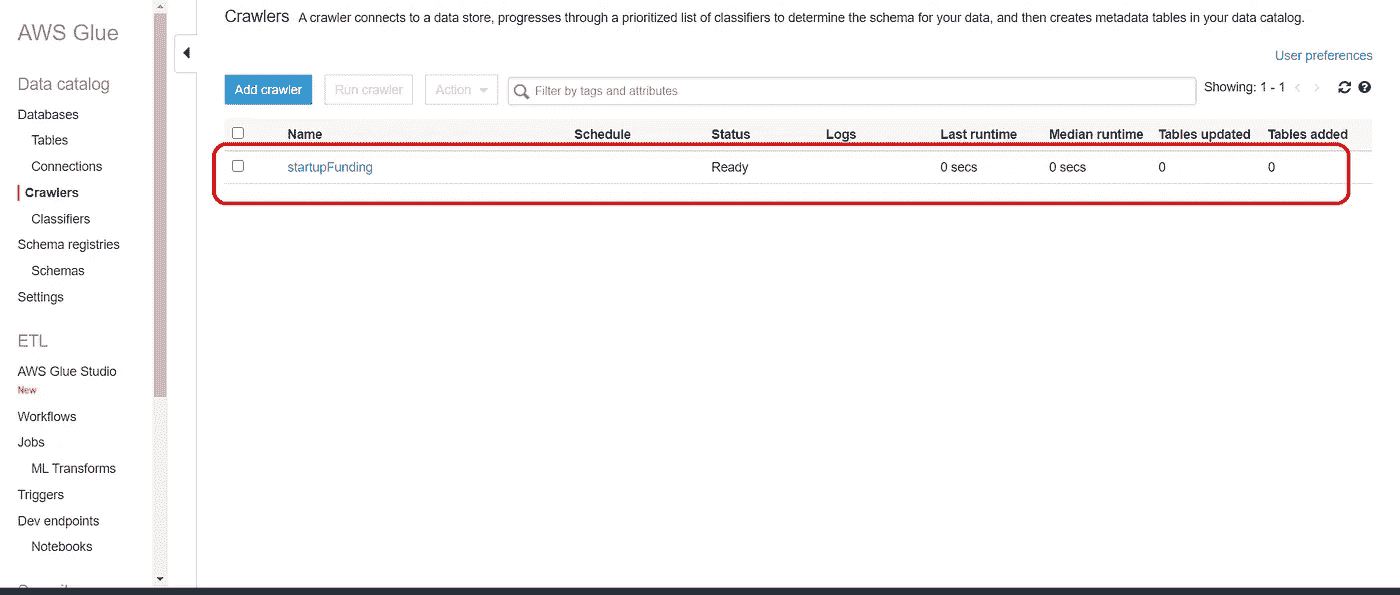 AWS Glue
Data catalog
Databases
Tables
Connections
Crawlers
Classifiers
Schema registries
Schemas
Settings
ETL
AWS Glue Studio
New
Workflows
Jobs
ML Transforms
Triggers
Dev endpoints
Notebooks
Crawlers A crawler connects to a data store, progresses through a prioritized list of classifiers to determine the schema for your data, and then creates metadata tables in your data catalog.
User preferences
Add crawler Run crawler Action Filter by tags and attributes Showing: 1 - 1
Name Schedule Status Logs Last runtime Median runtime Tables updated Tables added
startupFunding Ready 0 secs 0 secs 0 0